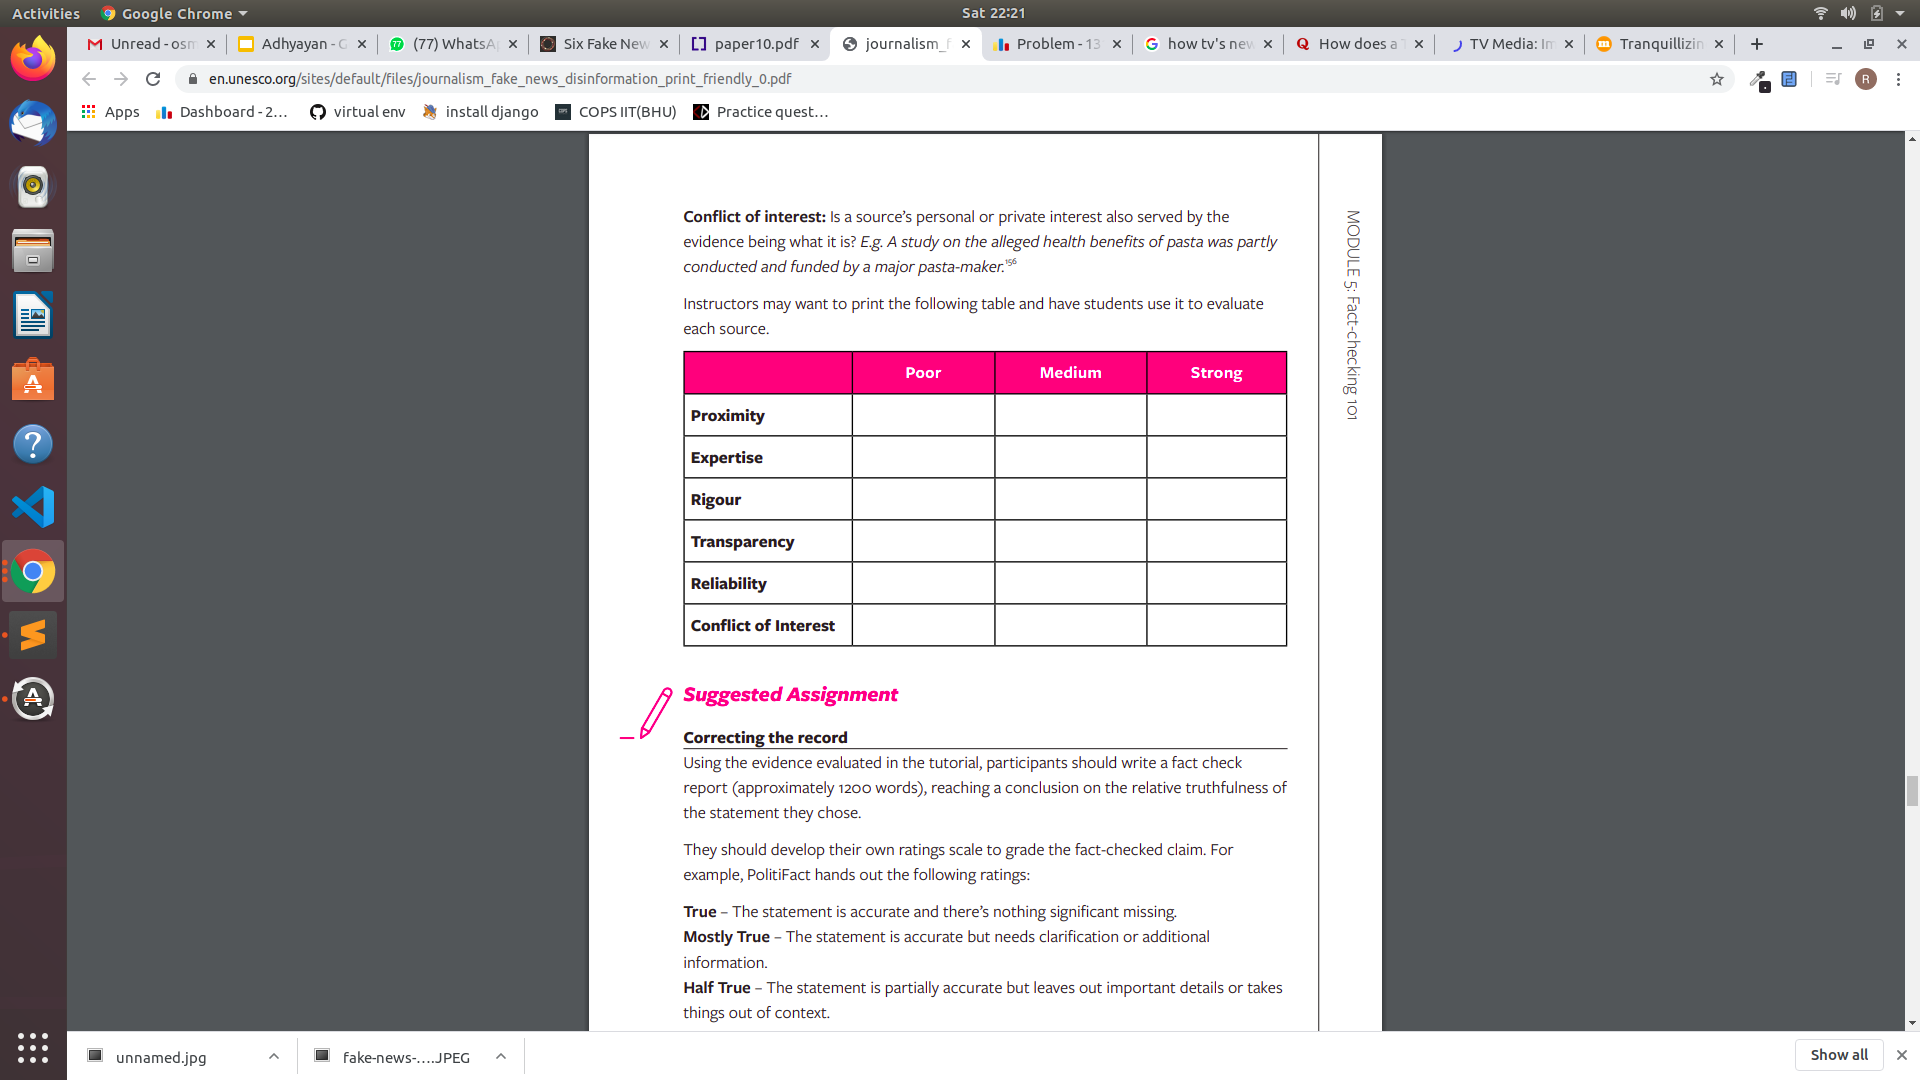 Activities
Google Chrome
Sat 22:21
Unread - osm
Adhyayan - G
(77) WhatsAp
Six Fake New
paper10.pdf
journalism_f
Problem - 13
how tv's new
How does a T
TV Media: Im
Tranquillizin
en.unesco.org/sites/default/files/journalism_fake_news_disinformation_print_friendly_0.pdf
R
Apps
Dashboard - 2...
virtual env
install django
COPS IIT(BHU)
Practice quest...
Conflict of interest: Is a source's personal or private interest also served by the
evidence being what it is? E.g. A study on the alleged health benefits of pasta was partly
conducted and funded by a major pasta-maker.156
Instructors may want to print the following table and have students use it to evaluate
each source.
Poor Medium Strong
Proximity
Expertise
Rigour
Transparency
Reliability
Conflict of Interest
Suggested Assignment
Correcting the record
Using the evidence evaluated in the tutorial, participants should write a fact check
report (approximately 1200 words), reaching a conclusion on the relative truthfulness of
the statement they chose.
They should develop their own ratings scale to grade the fact-checked claim. For
example, PolitiFact hands out the following ratings:
True – The statement is accurate and there's nothing significant missing.
Mostly True – The statement is accurate but needs clarification or additional
information.
Half True – The statement is partially accurate but leaves out important details or takes
things out of context.
MODULE 5: Fact-checking 101
unnamed.jpg
fake-news-....JPEG
Show all